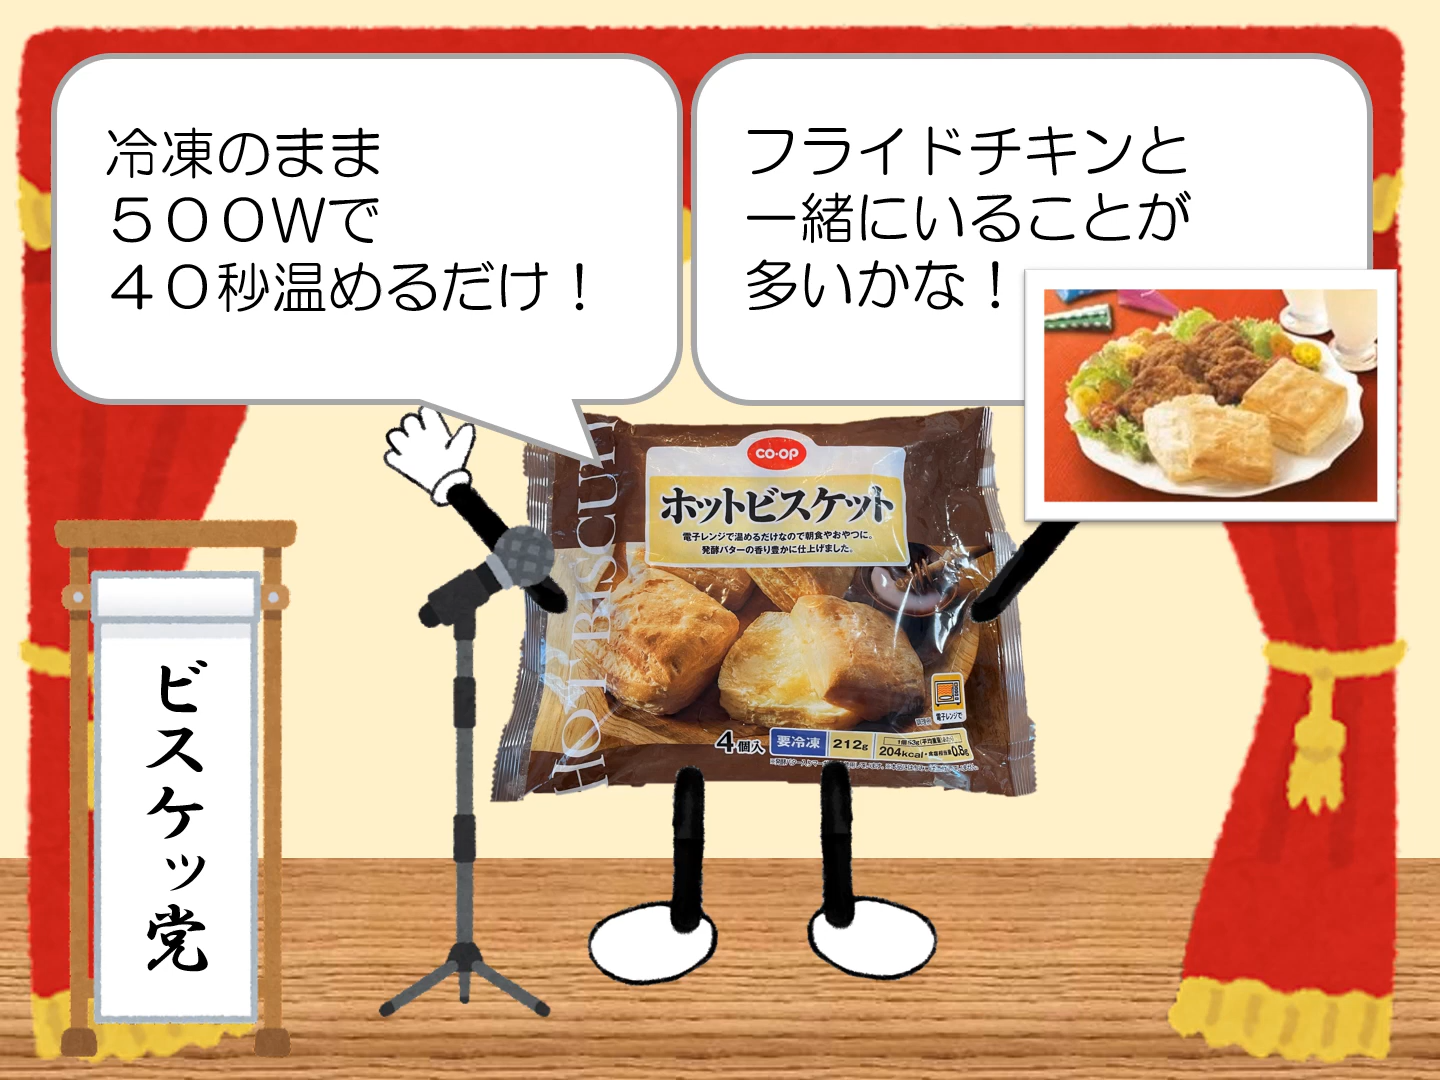 冷凍のまま
５００Wで
４０秒温めるだけ！
フライドチキンと
一緒にいることが
多いかな！
CO·OP
ホットビスケット
電子レンジで温めるだけなので朝食やおやつに。
発酵バターの香り豊かに仕上げました。
HOT BISCUIT
電子レンジで
4個入
要冷凍
212g
204kcal
0.8g
ビスケッ党